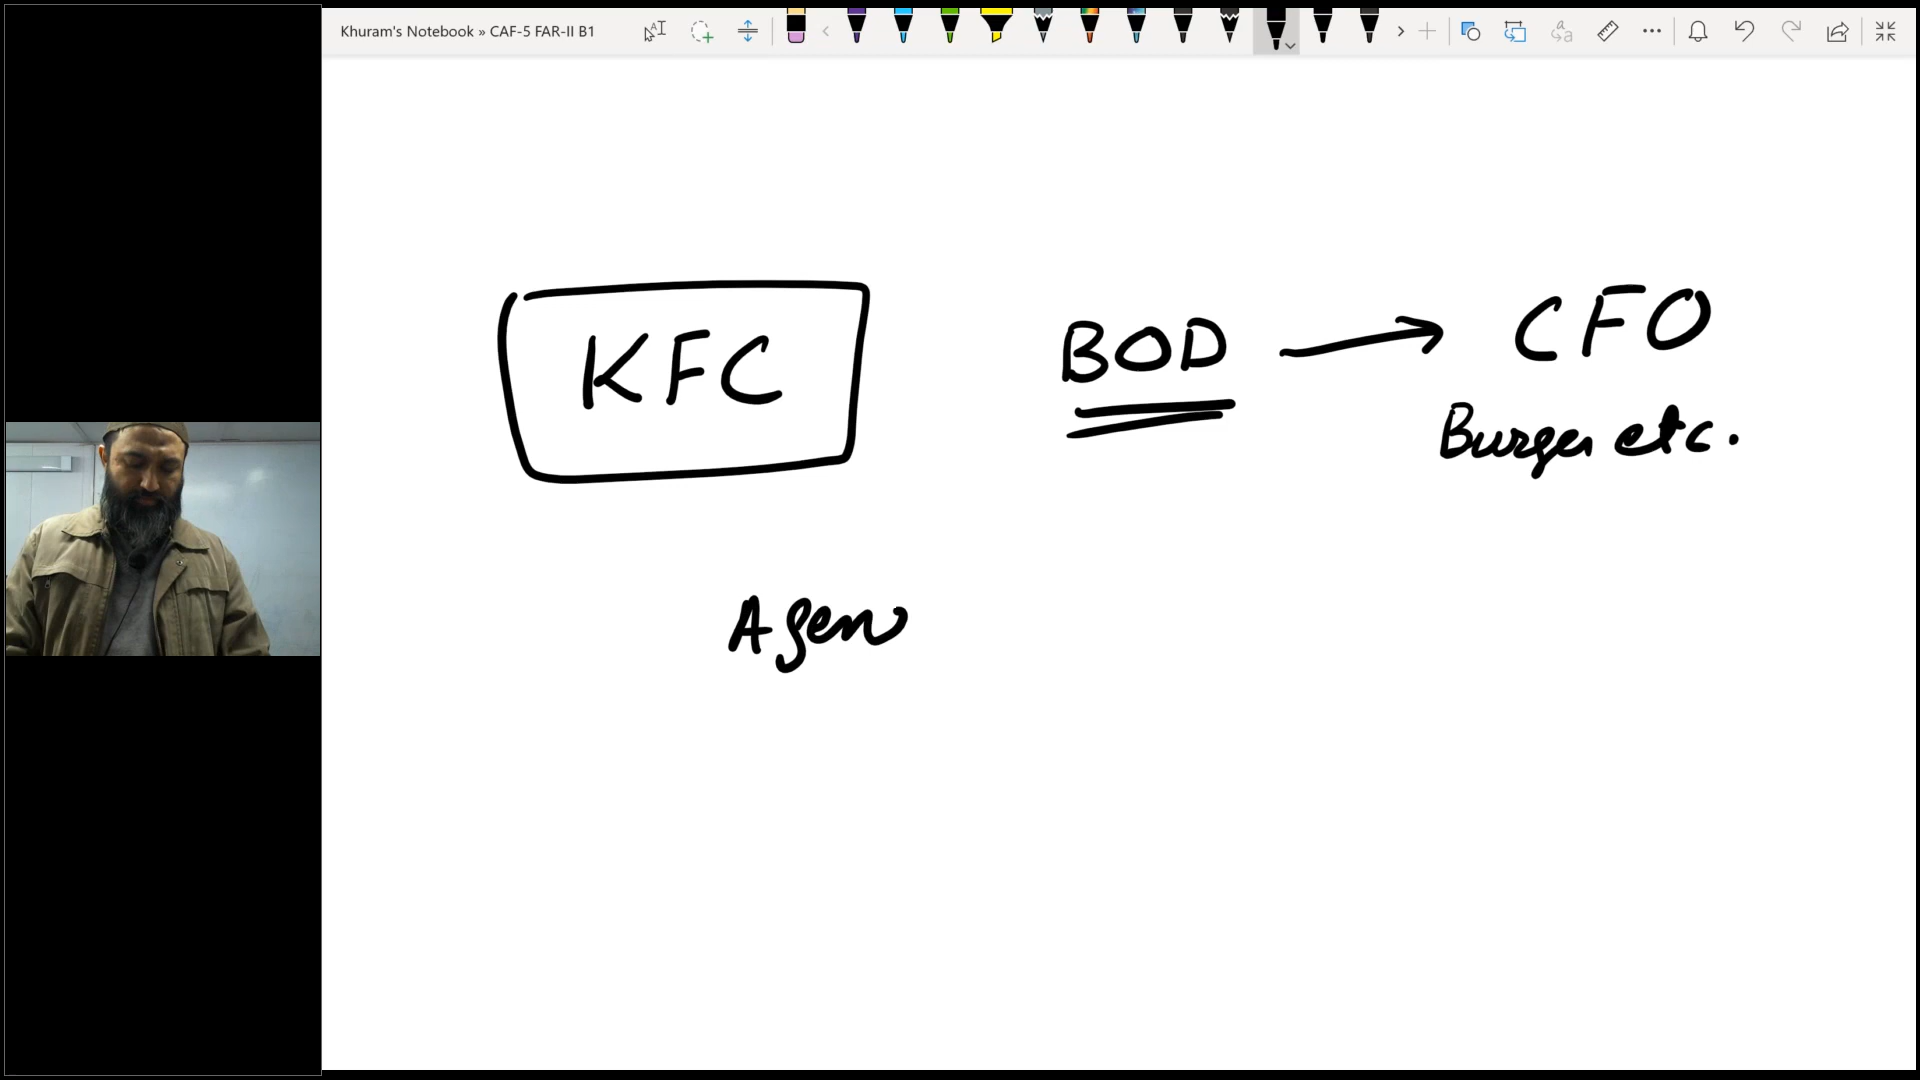 Khuram's Notebook » CAF-5 FAR-II B1
KFC
BOD → CFO
Burger etc.
Agen